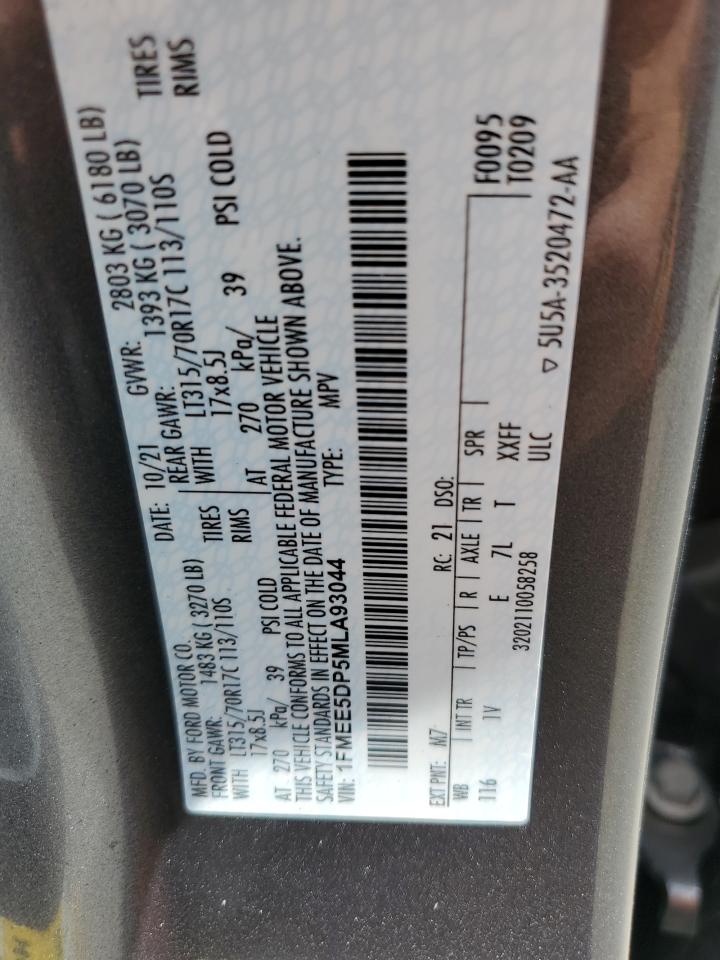 MFD. BY FORD MOTOR CO. DATE: 10/21 GVWR: 2803 KG ( 6180 LB)
FRONT GAWR: 1483 KG ( 3270 LB) REAR GAWR: 1393 KG ( 3070 LB)
WITH LT315/70R17C 113/110S TIRES WITH LT315/70R17C 113/110S TIRES
17x8.5J RIMS 17x8.5J RIMS
AT 270 kPa/ 39 PSI COLD AT 270 kPa/ 39 PSI COLD
THIS VEHICLE CONFORMS TO ALL APPLICABLE FEDERAL MOTOR VEHICLE
SAFETY STANDARDS IN EFFECT ON THE DATE OF MANUFACTURE SHOWN ABOVE.
VIN: 1FMEE5DP5MLA93044 TYPE: MPV
F0095
T0209
EXT PNT: M7 RC: 21 DSO:
WB INT TR TP/PS R AXLE TR SPR
116 JV E 7L T XXFF
3202110058258 ULC
▽ 5U5A-3520472-AA